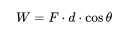 W = F · d · cos θ